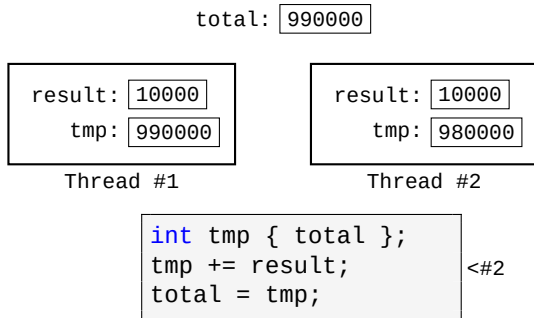 total: 990000
result: 10000
tmp: 990000
Thread #1
result: 10000
tmp: 980000
Thread #2
int tmp { total };
tmp += result;
<#2
total = tmp;